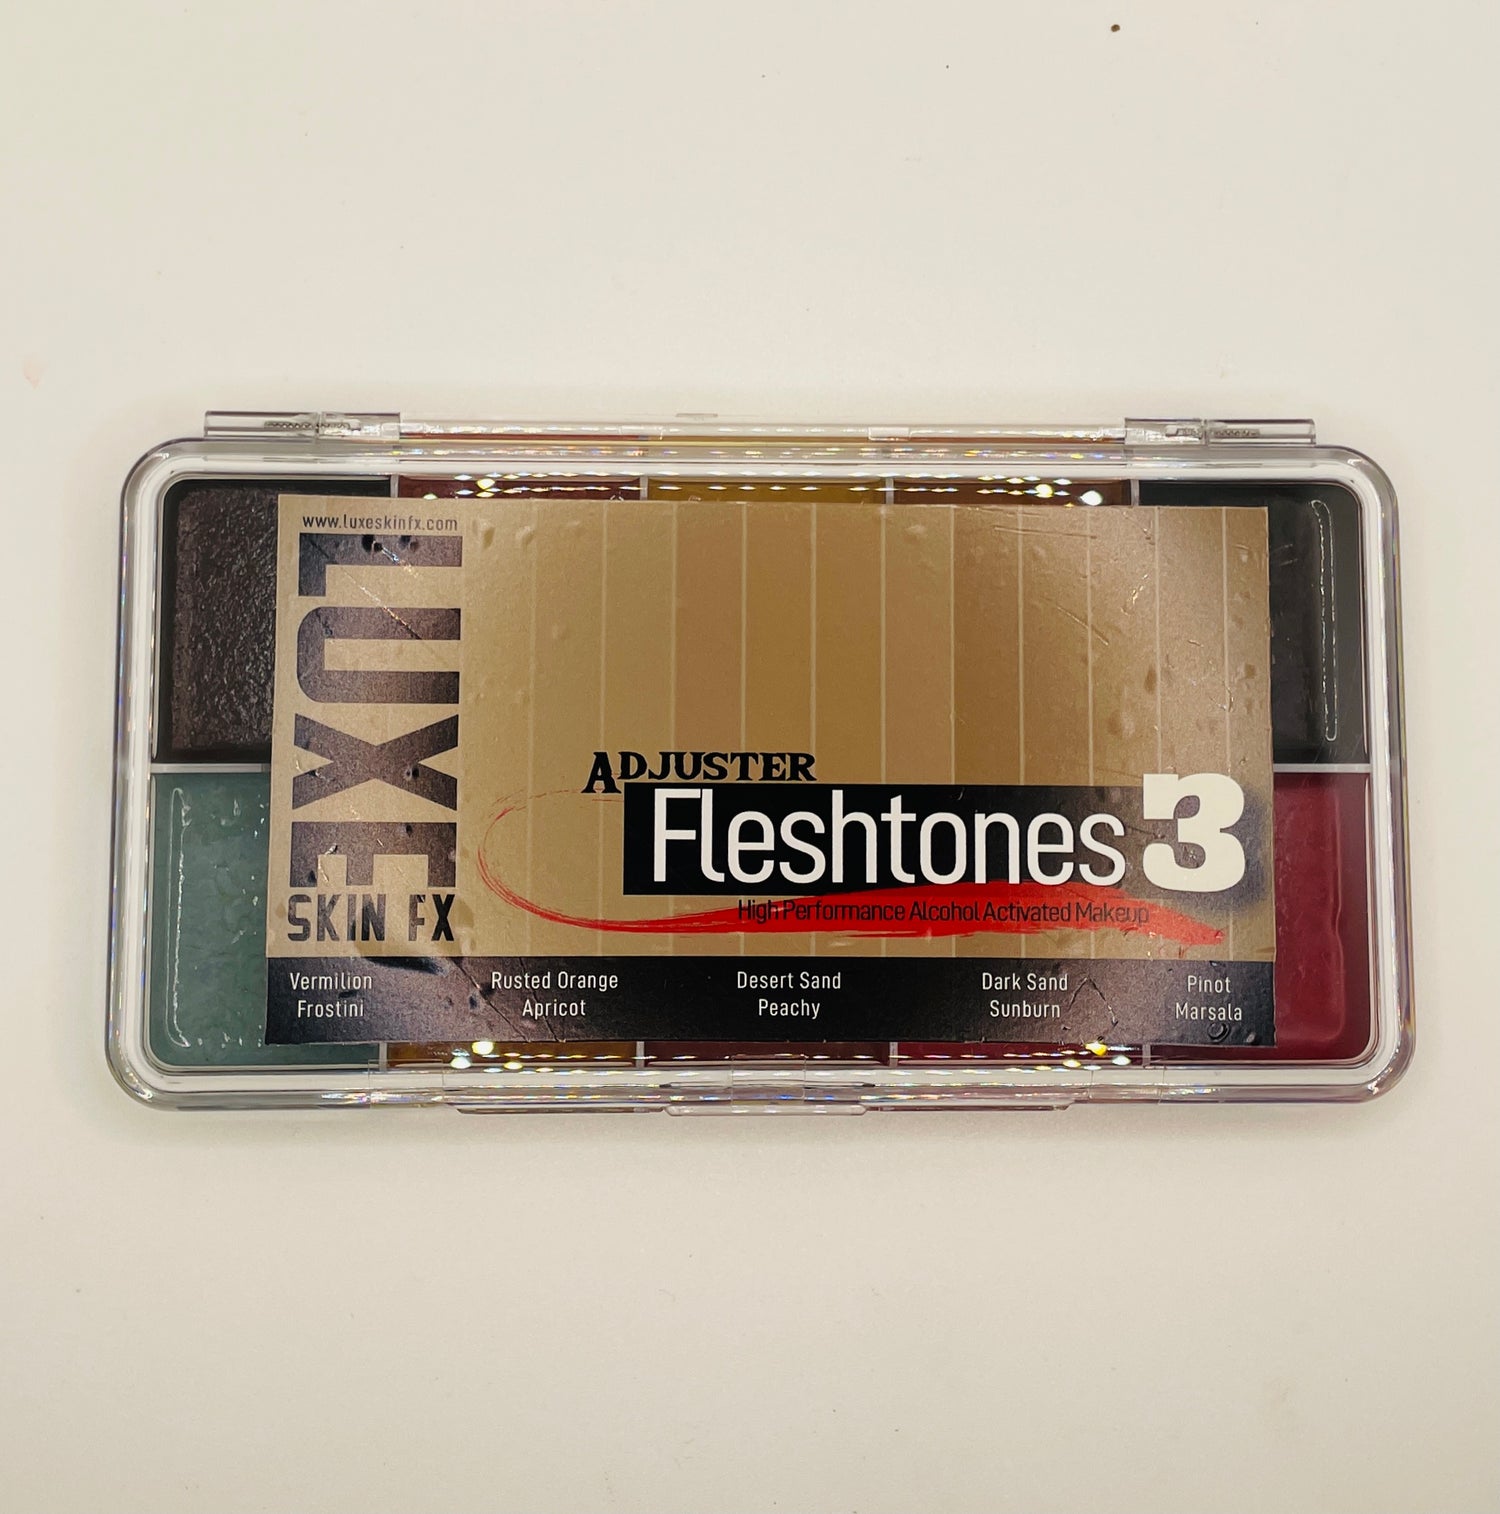 www.luxeskinfx.com
LUXE
SKIN FX
ADJUSTER
Fleshtones 3
High Performance Alcohol Activated Makeup
Vermilion Rusted Orange Desert Sand Dark Sand Pinot
Frostini Apricot Peachy Sunburn Marsala